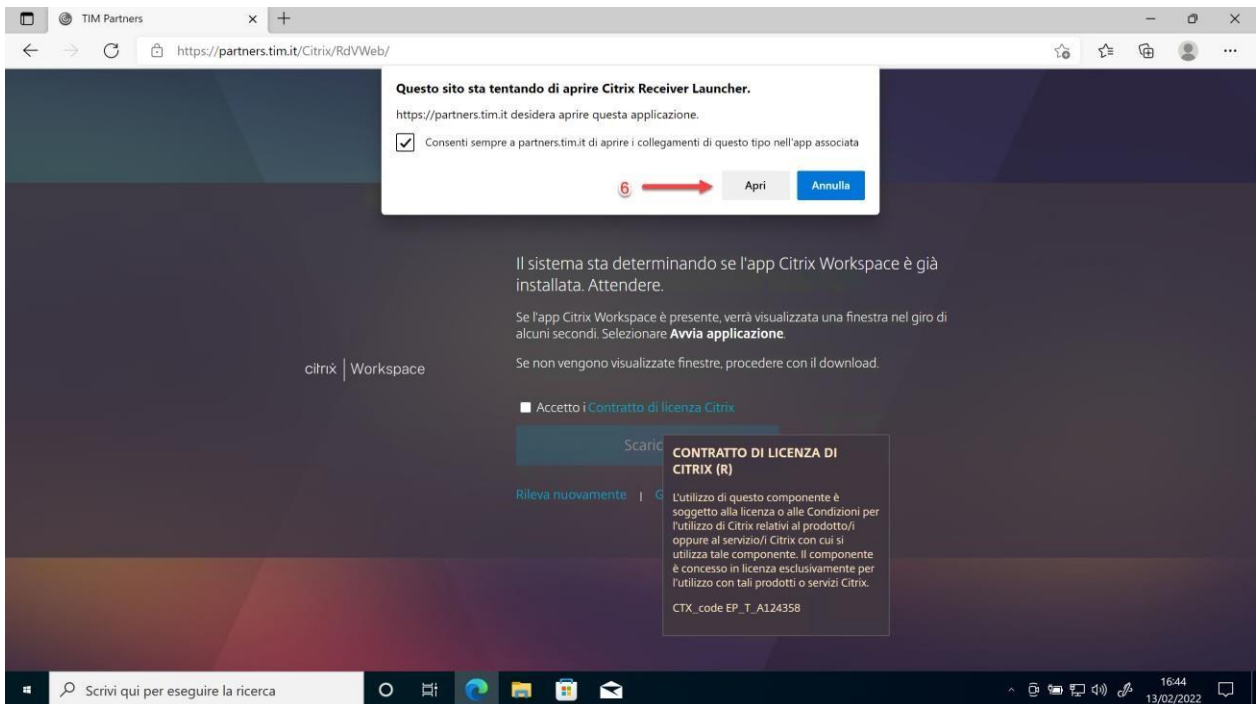 TIM Partners
https://partners.tim.it/Citrix/RdVWeb/
Questo sito sta tentando di aprire Citrix Receiver Launcher.
https://partners.tim.it desidera aprire questa applicazione.
Consenti sempre a partners.tim.it di aprire i collegamenti di questo tipo nell'app associata
6
Apri
Annulla
Il sistema sta determinando se l'app Citrix Workspace è già
installata. Attendere.
Se l'app Citrix Workspace è presente, verrà visualizzata una finestra nel giro di
alcuni secondi. Selezionare Avvia applicazione.
Se non vengono visualizzate finestre, procedere con il download.
citrix | Workspace
Accetto i Contratto di licenza Citrix
Scaric
Rileva nuovamente | G
CONTRATTO DI LICENZA DI
CITRIX (R)
L'utilizzo di questo componente è
soggetto alla licenza o alle Condizioni per
l'utilizzo di Citrix relativi al prodotto/i
oppure al servizio/i Citrix con cui si
utilizza tale componente. Il componente
è concesso in licenza esclusivamente per
l'utilizzo con tali prodotti o servizi Citrix.
CTX_code EP_T_A124358
Scrivi qui per eseguire la ricerca
16:44
13/02/2022